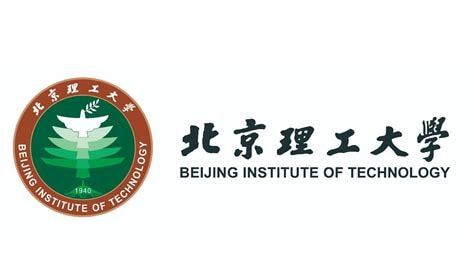 北京理工大學
1940
BEIJING INSTITUTE OF TECHNOLOGY
北京理工大學
BEIJING INSTITUTE OF TECHNOLOGY